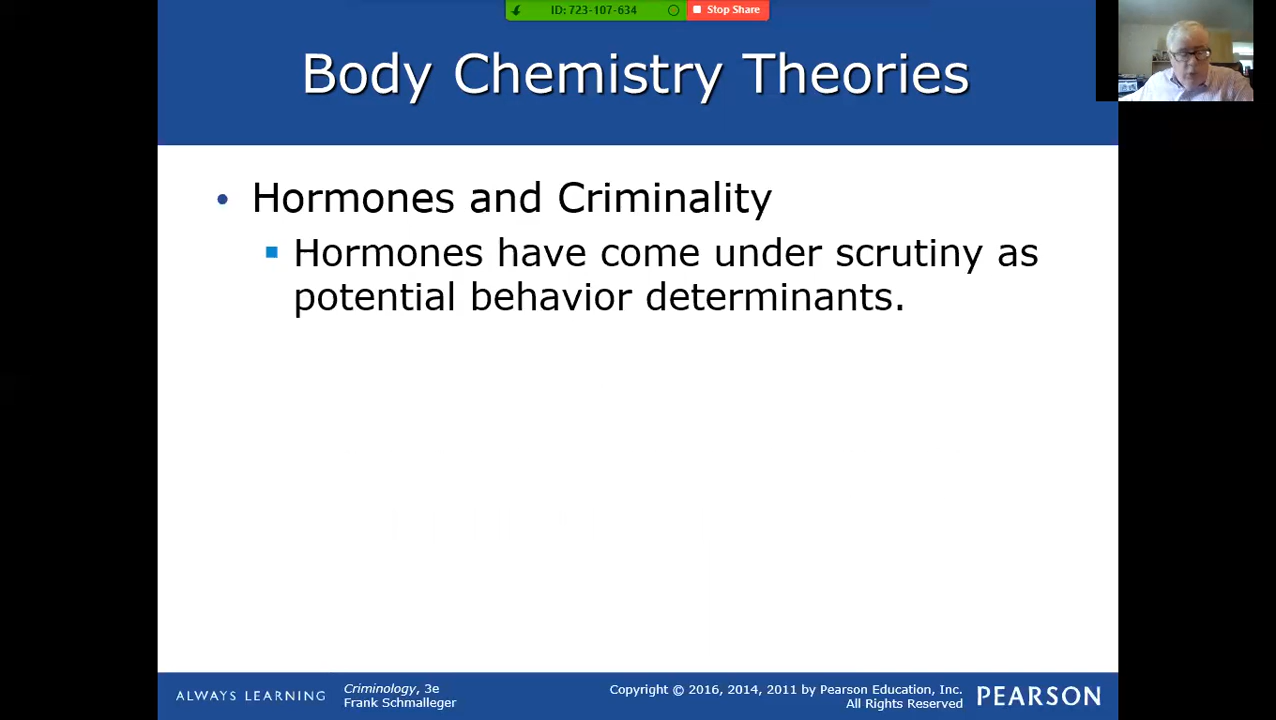 ID: 723-107-634 Stop Share
Body Chemistry Theories
• Hormones and Criminality
▪ Hormones have come under scrutiny as
potential behavior determinants.
ALWAYS LEARNING
Criminology, 3e
Frank Schmalleger
Copyright © 2016, 2014, 2011 by Pearson Education, Inc.
All Rights Reserved
PEARSON